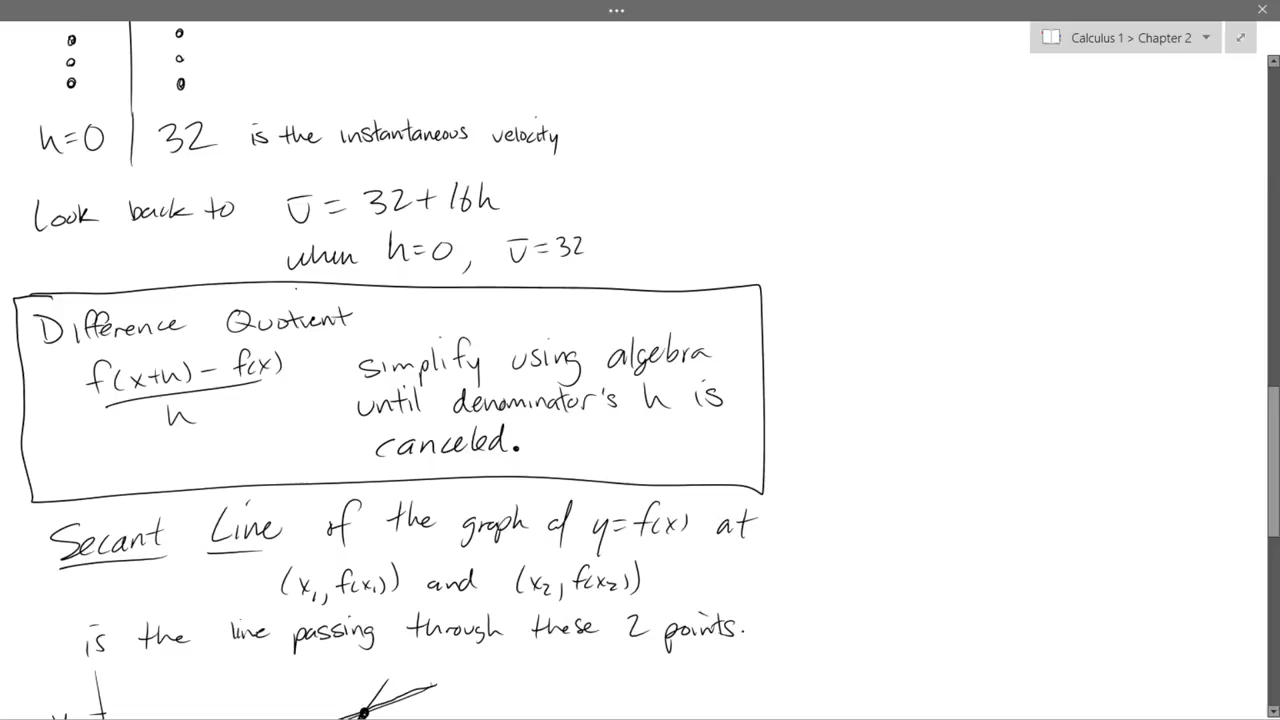 Calculus 1 > Chapter 2
h=0 | 32 is the instantaneous velocity
Look back to v̅ = 32+16h
when h=0, v̅=32
Difference Quotient
f(x+h) - f(x)
h
simplify using algebra
until denominator's h is
canceled.
Secant Line of the graph of y=f(x) at
(x₁, f(x₁)) and (x₂, f(x₂))
is the line passing through these 2 points.